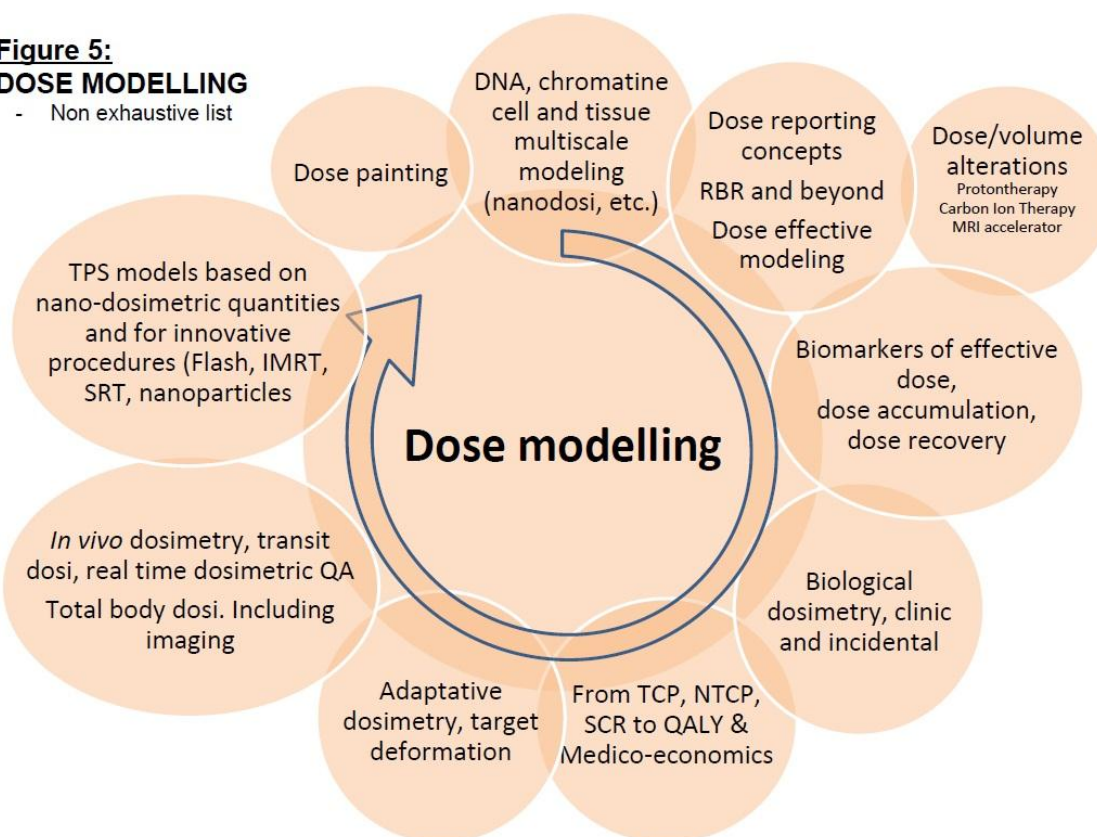 Figure 5:
DOSE MODELLING
- Non exhaustive list
DNA, chromatine
cell and tissue
multiscale
modeling
(nanodosi, etc.)
Dose reporting
concepts
RBR and beyond
Dose effective
modeling
Dose/volume
alterations
Protontherapy
Carbon Ion Therapy
MRI accelerator
Biomarkers of effective
dose,
dose accumulation,
dose recovery
Biological
dosimetry, clinic
and incidental
From TCP, NTCP,
SCR to QALY &
Medico-economics
Adaptative
dosimetry, target
deformation
In vivo dosimetry, transit
dosi, real time dosimetric QA
Total body dosi. Including
imaging
TPS models based on
nano-dosimetric quantities
and for innovative
procedures (Flash, IMRT,
SRT, nanoparticles
Dose painting
Dose modelling